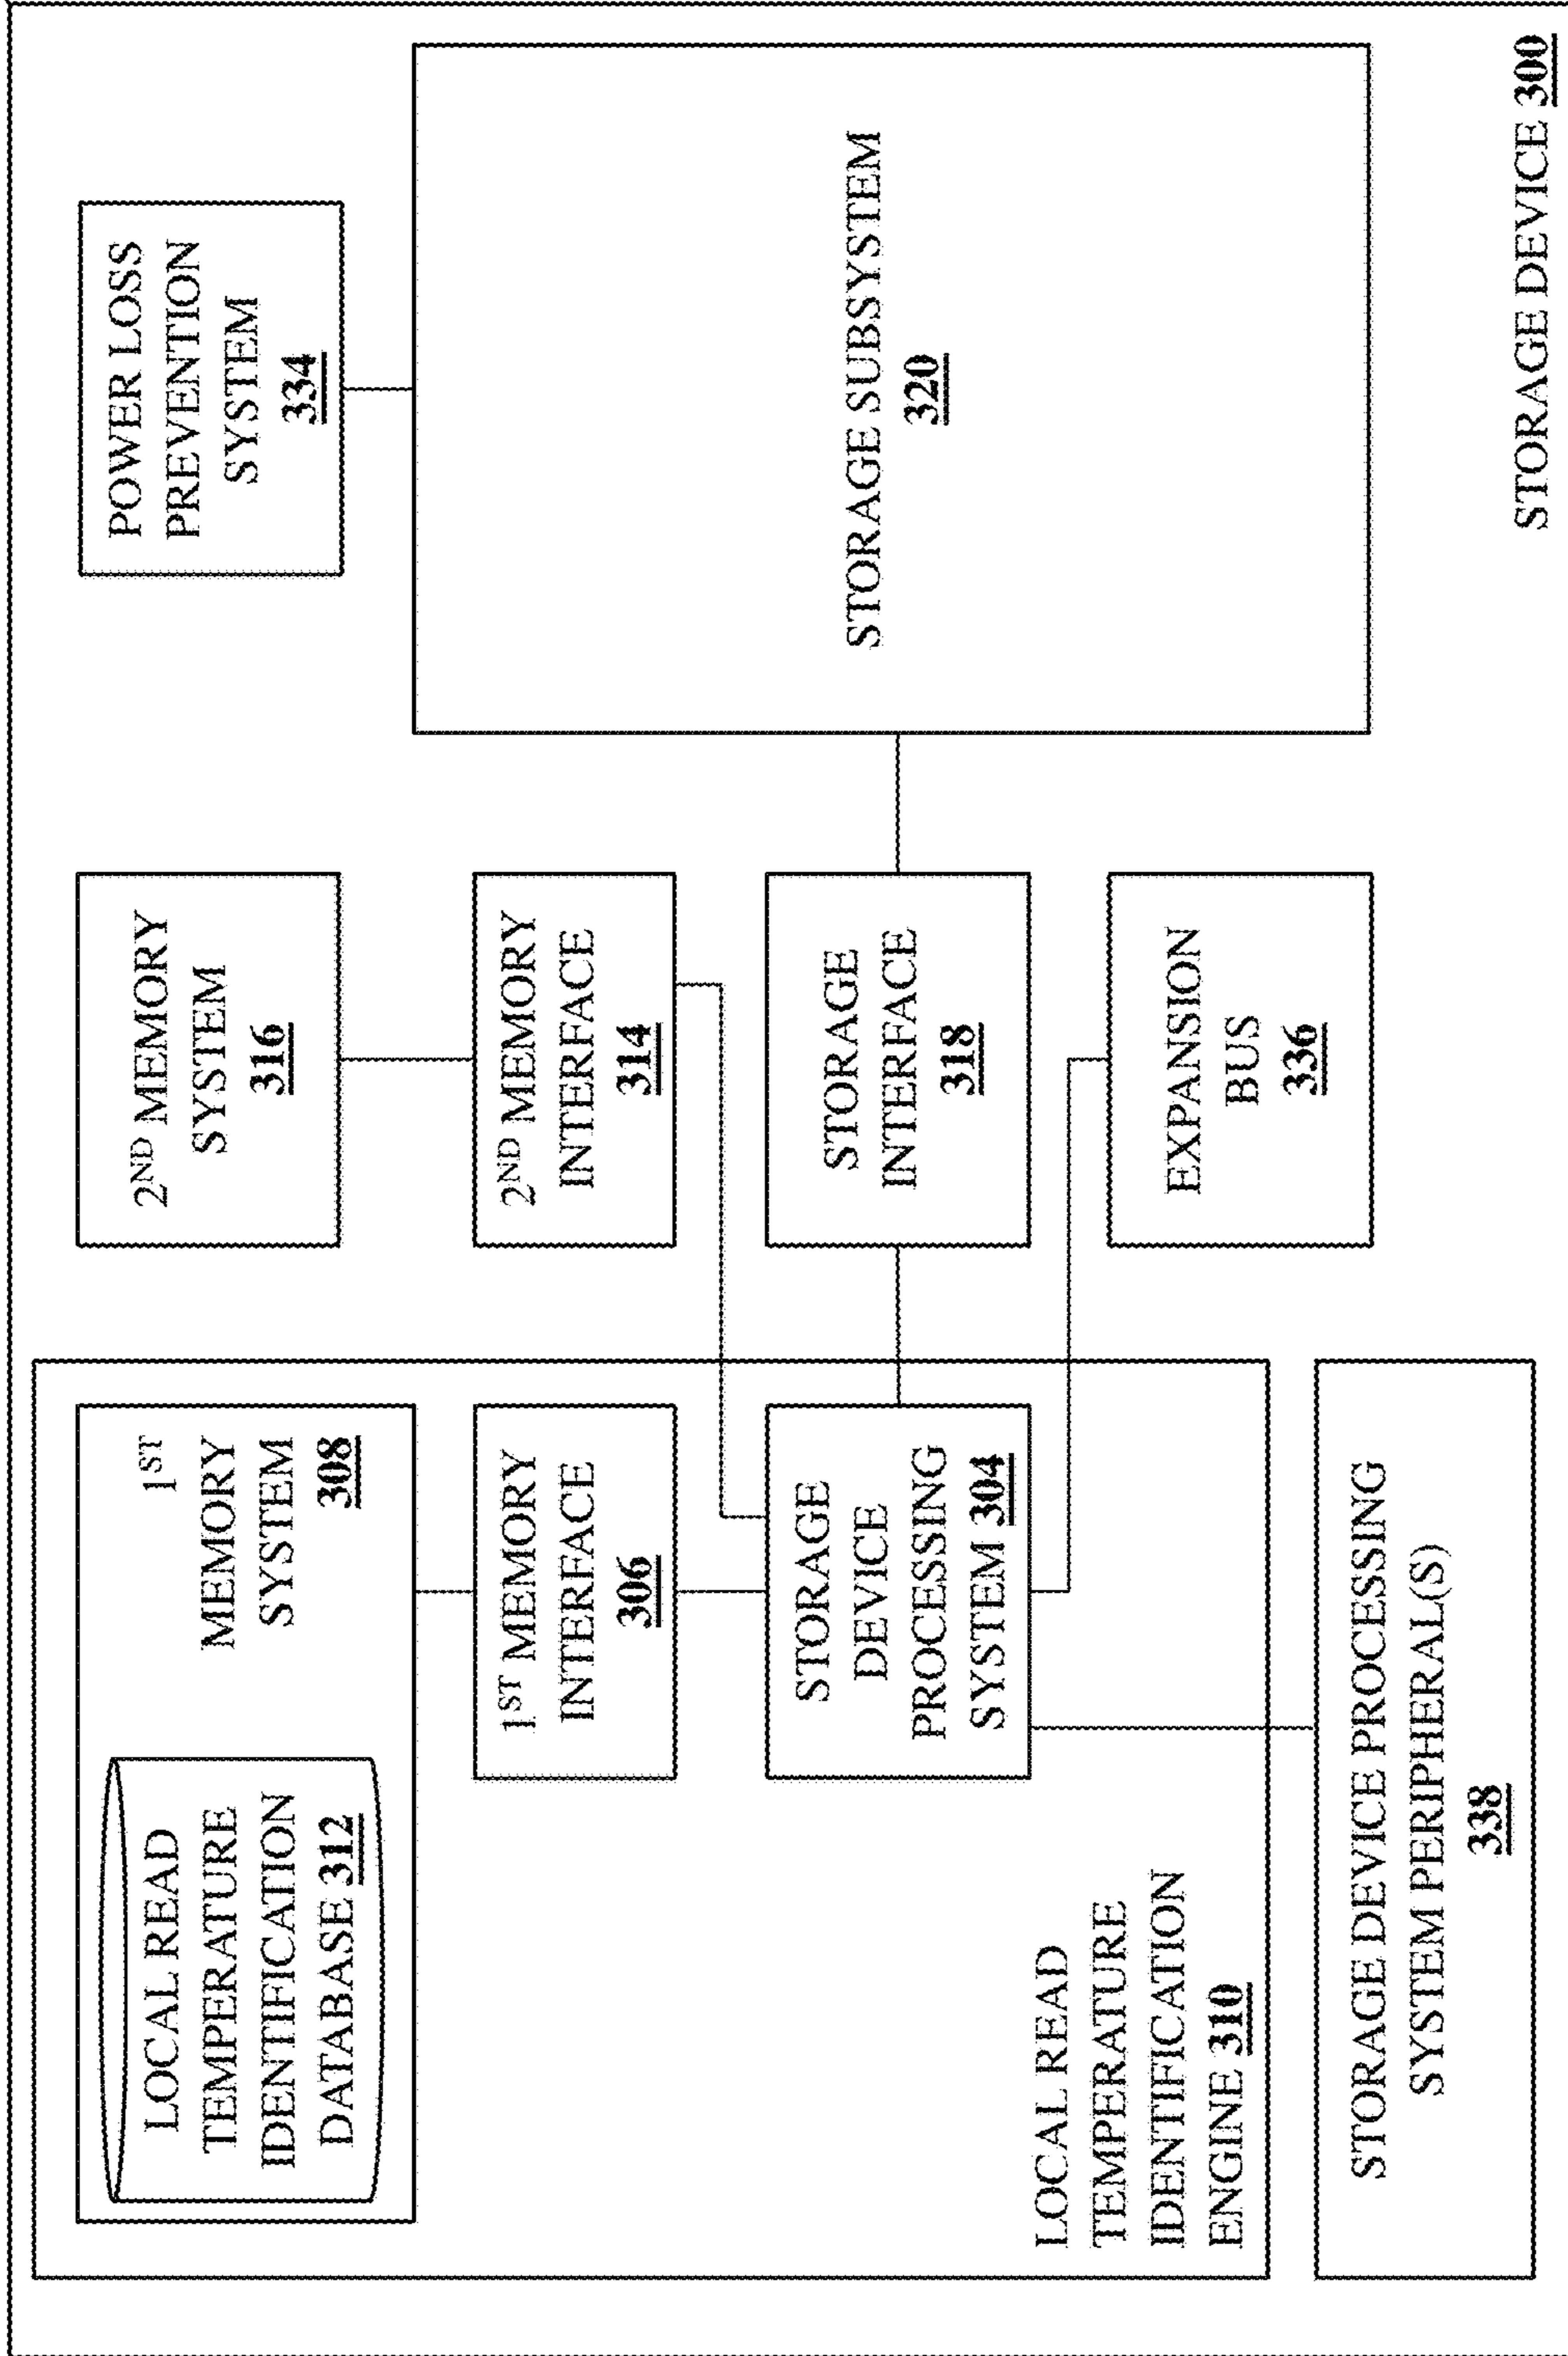 LOCAL READ
TEMPERATURE
IDENTIFICATION
DATABASE 312
1ST
MEMORY
SYSTEM
308
2ND MEMORY
SYSTEM
316
POWER LOSS
PREVENTION
SYSTEM
334
1ST MEMORY
INTERFACE
306
2ND MEMORY
INTERFACE
314
STORAGE
DEVICE
PROCESSING
SYSTEM 304
STORAGE
INTERFACE
318
STORAGE SUBSYSTEM
320
LOCAL READ
TEMPERATURE
IDENTIFICATION
ENGINE 310
EXPANSION
BUS
336
STORAGE DEVICE PROCESSING
SYSTEM PERIPHERAL(S)
338
STORAGE DEVICE 300